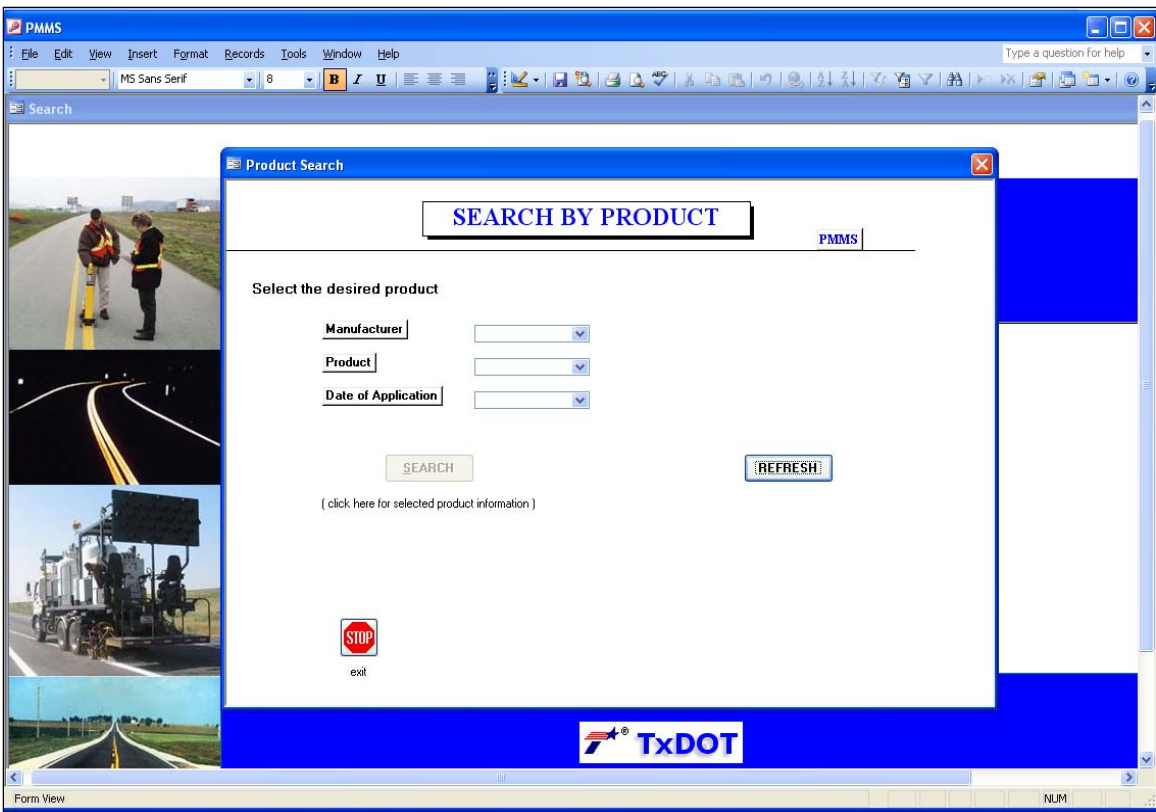 PMMS
File Edit View Insert Format Records Tools Window Help
Type a question for help
MS Sans Serif 8 B I U
Search
Product Search
SEARCH BY PRODUCT
PMMS
Select the desired product
Manufacturer
Product
Date of Application
SEARCH
REFRESH
( click here for selected product information )
STOP
exit
® TxDOT
Form View
NUM